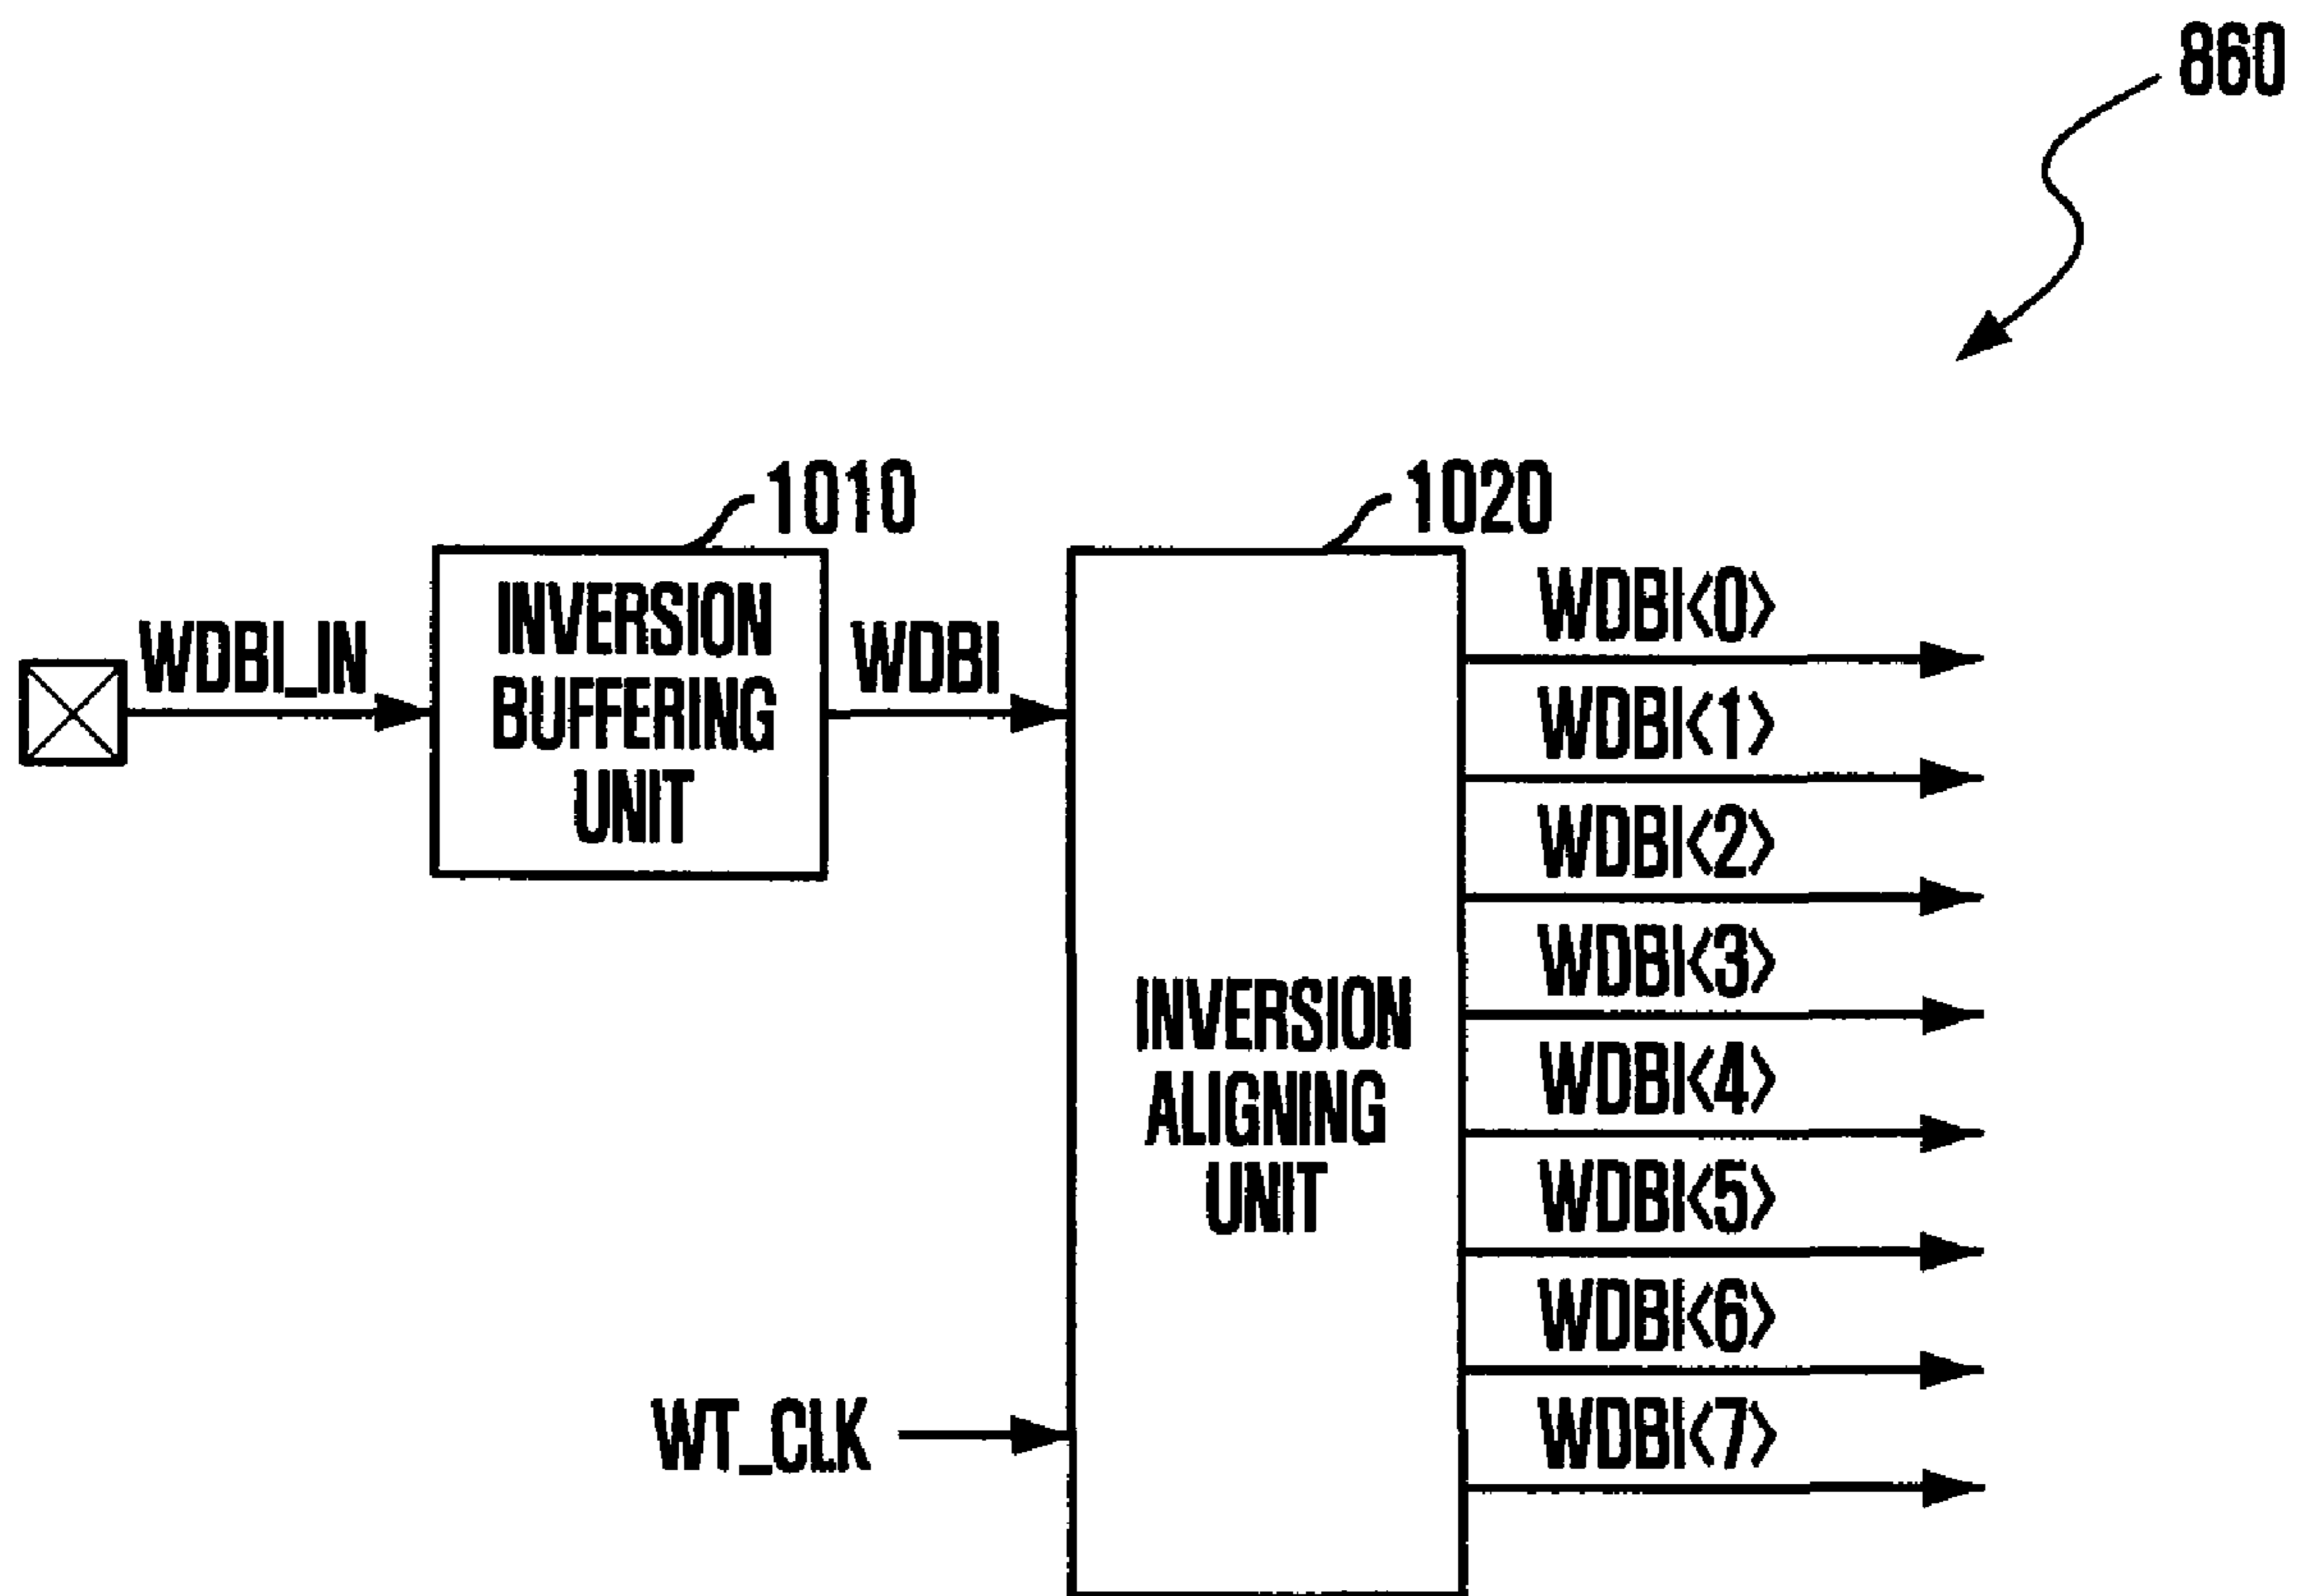 860
1010
1020
WDBI_IN
INVERSION
BUFFERING
UNIT
WDBI
INVERSION
ALIGNING
UNIT
WT_CLK
WDBI<0>
WDBI<1>
WDBI<2>
WDBI<3>
WDBI<4>
WDBI<5>
WDBI<6>
WDBI<7>